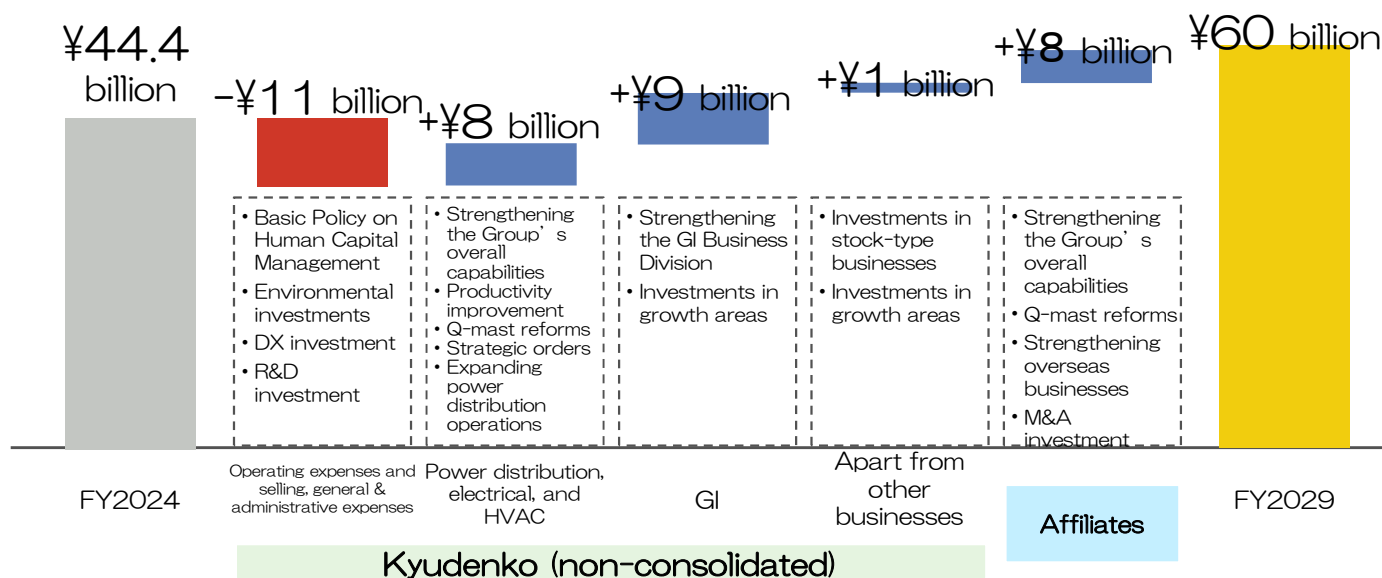 ¥44.4
billion
-¥11 billion
+¥8 billion
+¥9 billion
+¥1 billion
+¥8 billion
¥60 billion
• Basic Policy on
Human Capital
Management
• Environmental
investments
• DX investment
• R&D
investment
• Strengthening
the Group's
overall
capabilities
• Productivity
improvement
• Q-mast reforms
• Strategic orders
• Expanding
power
distribution
operations
• Strengthening
the GI Business
Division
• Investments in
growth areas
• Investments in
stock-type
businesses
• Investments in
growth areas
• Strengthening
the Group's
overall
capabilities
• Q-mast reforms
• Strengthening
overseas
businesses
• M&A
investment
FY2024
Operating expenses and
selling, general &
administrative expenses
Power distribution,
electrical, and
HVAC
GI
Apart from
other
businesses
Affiliates
FY2029
Kyudenko (non-consolidated)